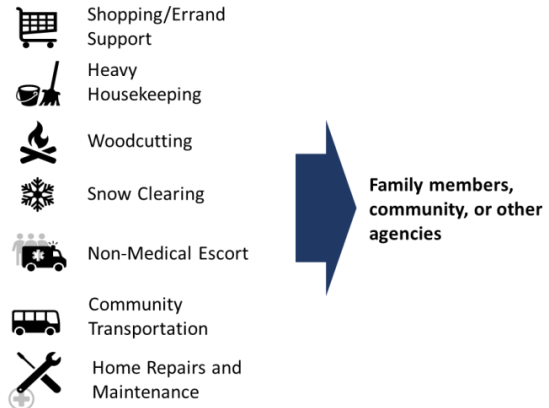 Shopping/Errand
Support
Heavy
Housekeeping
Woodcutting
Snow Clearing
Non-Medical Escort
Community
Transportation
Home Repairs and
Maintenance
Family members,
community, or other
agencies